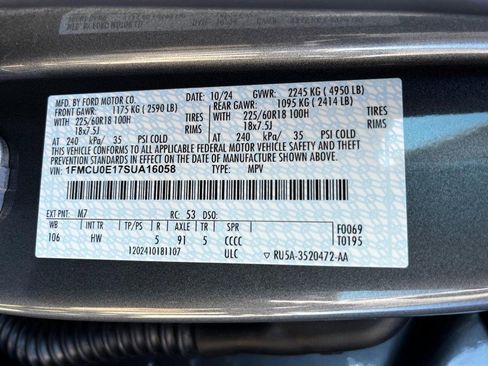 MFD. BY FORD MOTOR CO. 10/24 GVWR: 2245 KG ( 4950 LB)
FRONT GAWR: 1175 KG ( 2590 LB) REAR GAWR: 1095 KG ( 2414 LB)
225/60R18 100H TIRES 225/60R18 100H TIRES
18x7.5J RIMS 18x7.5J RIMS
AT 240 kPa/ 35 PSI COLD AT 240 kPa/ 35 PSI COLD
THIS VEHICLE CONFORMS TO ALL APPLICABLE FEDERAL MOTOR VEHICLE SAFETY AND THEFT PREVENTION STANDARDS IN EFFECT ON THE DATE OF MANUFACTURE SHOWN ABOVE.
VIN: 1FMCU0E17SUA16058 TYPE: MPV
EXT PNT: M7 RC: 53 DSO:
WB TIRE TP/PS R AXLE TR SPR F0069
106 HW 5 91 5 CCCC T0195
1202410181107 ULC RU5A-3520472-AA